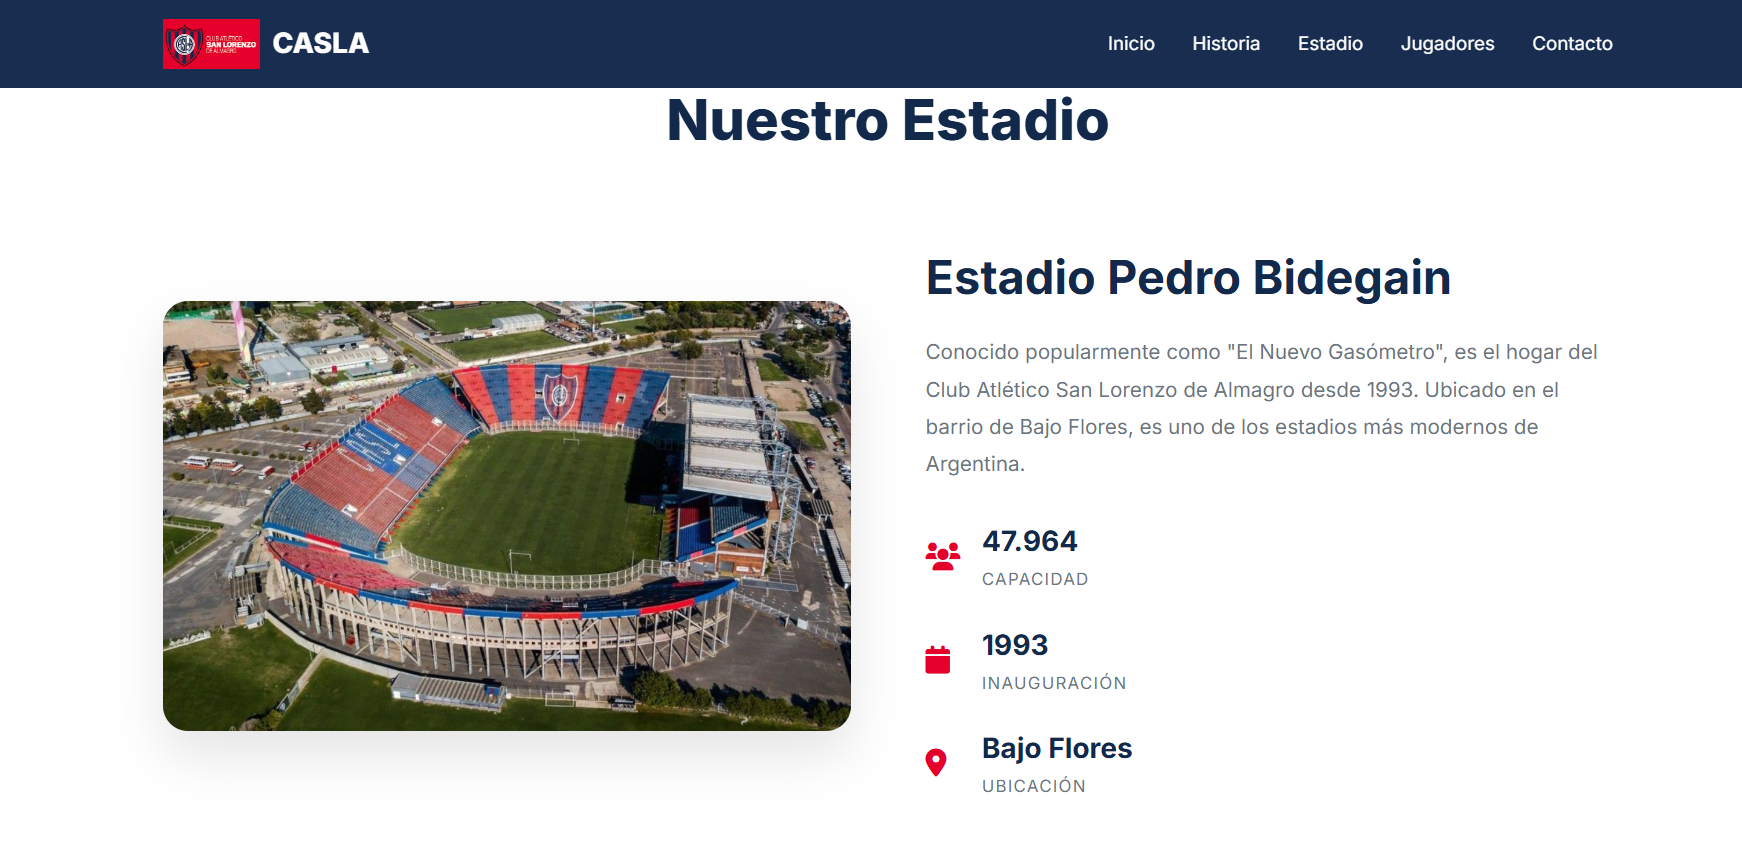 CLUB ATLÉTICO
SAN LORENZO
DE ALMAGRO
CASLA
Inicio
Historia
Estadio
Jugadores
Contacto
Nuestro Estadio
Estadio Pedro Bidegain
Conocido popularmente como "El Nuevo Gasómetro", es el hogar del
Club Atlético San Lorenzo de Almagro desde 1993. Ubicado en el
barrio de Bajo Flores, es uno de los estadios más modernos de
Argentina.
47.964
CAPACIDAD
1993
INAUGURACIÓN
Bajo Flores
UBICACIÓN